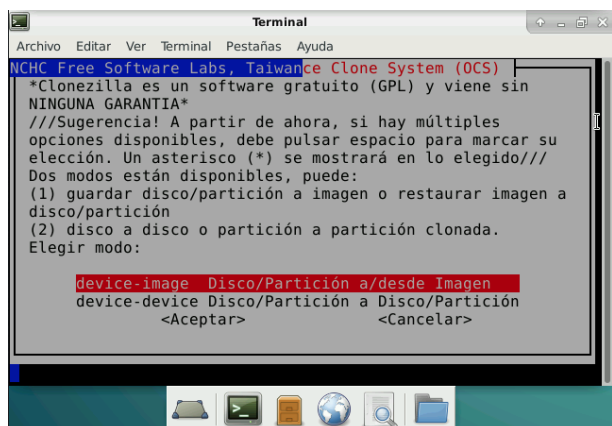 Terminal
Archivo Editar Ver Terminal Pestañas Ayuda
NCHC Free Software Labs, Taiwance Clone System (OCS)
*Clonezilla es un software gratuito (GPL) y viene sin
NINGUNA GARANTIA*
///Sugerencia! A partir de ahora, si hay múltiples
opciones disponibles, debe pulsar espacio para marcar su
elección. Un asterisco (*) se mostrará en lo elegido///
Dos modos están disponibles, puede:
(1) guardar disco/partición a imagen o restaurar imagen a
disco/partición
(2) disco a disco o partición a partición clonada.
Elegir modo:
device-image Disco/Partición a/desde Imagen
device-device Disco/Partición a Disco/Partición
<Aceptar> <Cancelar>